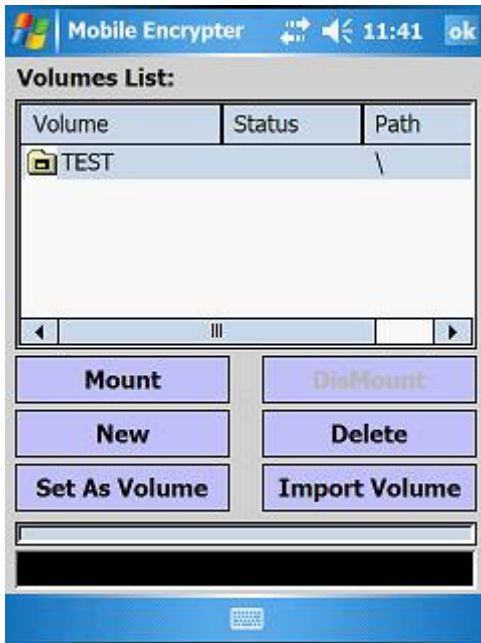 Mobile Encrypter 11:41 ok
Volumes List:
Volume Status Path
TEST \
Mount DisMount
New Delete
Set As Volume Import Volume